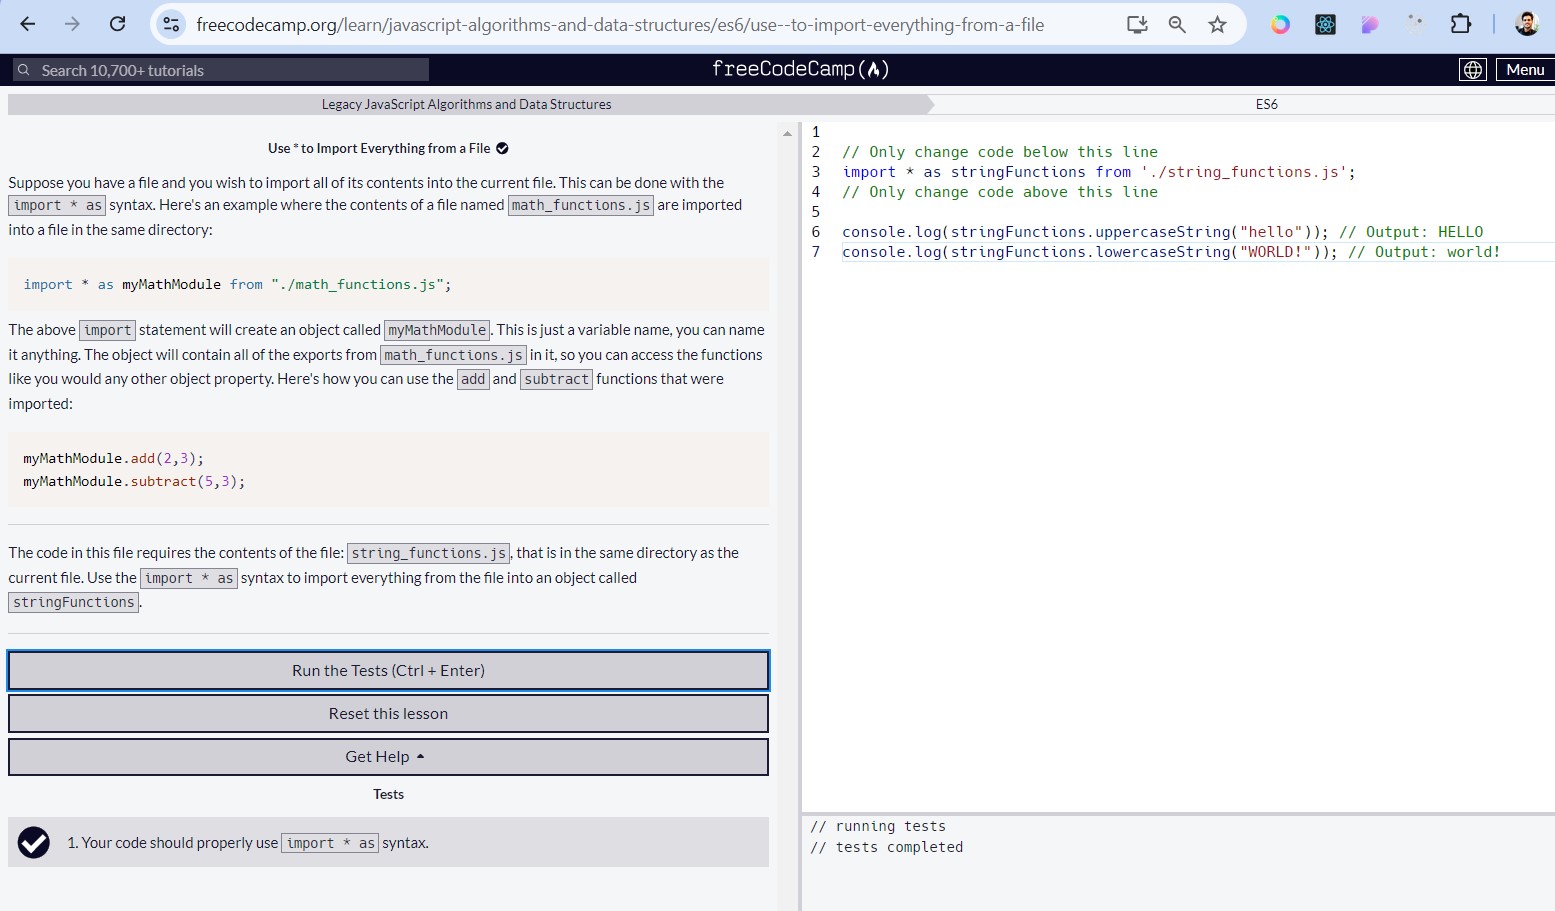 freecodecamp.org/learn/javascript-algorithms-and-data-structures/es6/use--to-import-everything-from-a-file
Search 10,700+ tutorials
freeCodeCamp
Menu
Legacy JavaScript Algorithms and Data Structures
ES6
Use * to Import Everything from a File
Suppose you have a file and you wish to import all of its contents into the current file. This can be done with the
import * as syntax. Here's an example where the contents of a file named math_functions.js are imported
into a file in the same directory:
import * as myMathModule from "./math_functions.js";
The above import statement will create an object called myMathModule. This is just a variable name, you can name
it anything. The object will contain all of the exports from math_functions.js in it, so you can access the functions
like you would any other object property. Here's how you can use the add and subtract functions that were
imported:
myMathModule.add(2,3);
myMathModule.subtract(5,3);
The code in this file requires the contents of the file: string_functions.js, that is in the same directory as the
current file. Use the import * as syntax to import everything from the file into an object called
stringFunctions.
Run the Tests (Ctrl + Enter)
Reset this lesson
Get Help
Tests
1. Your code should properly use import * as syntax.
1
2 // Only change code below this line
3 import * as stringFunctions from './string_functions.js';
4 // Only change code above this line
5
6 console.log(stringFunctions.uppercaseString("hello")); // Output: HELLO
7 console.log(stringFunctions.lowercaseString("WORLD!")); // Output: world!
// running tests
// tests completed